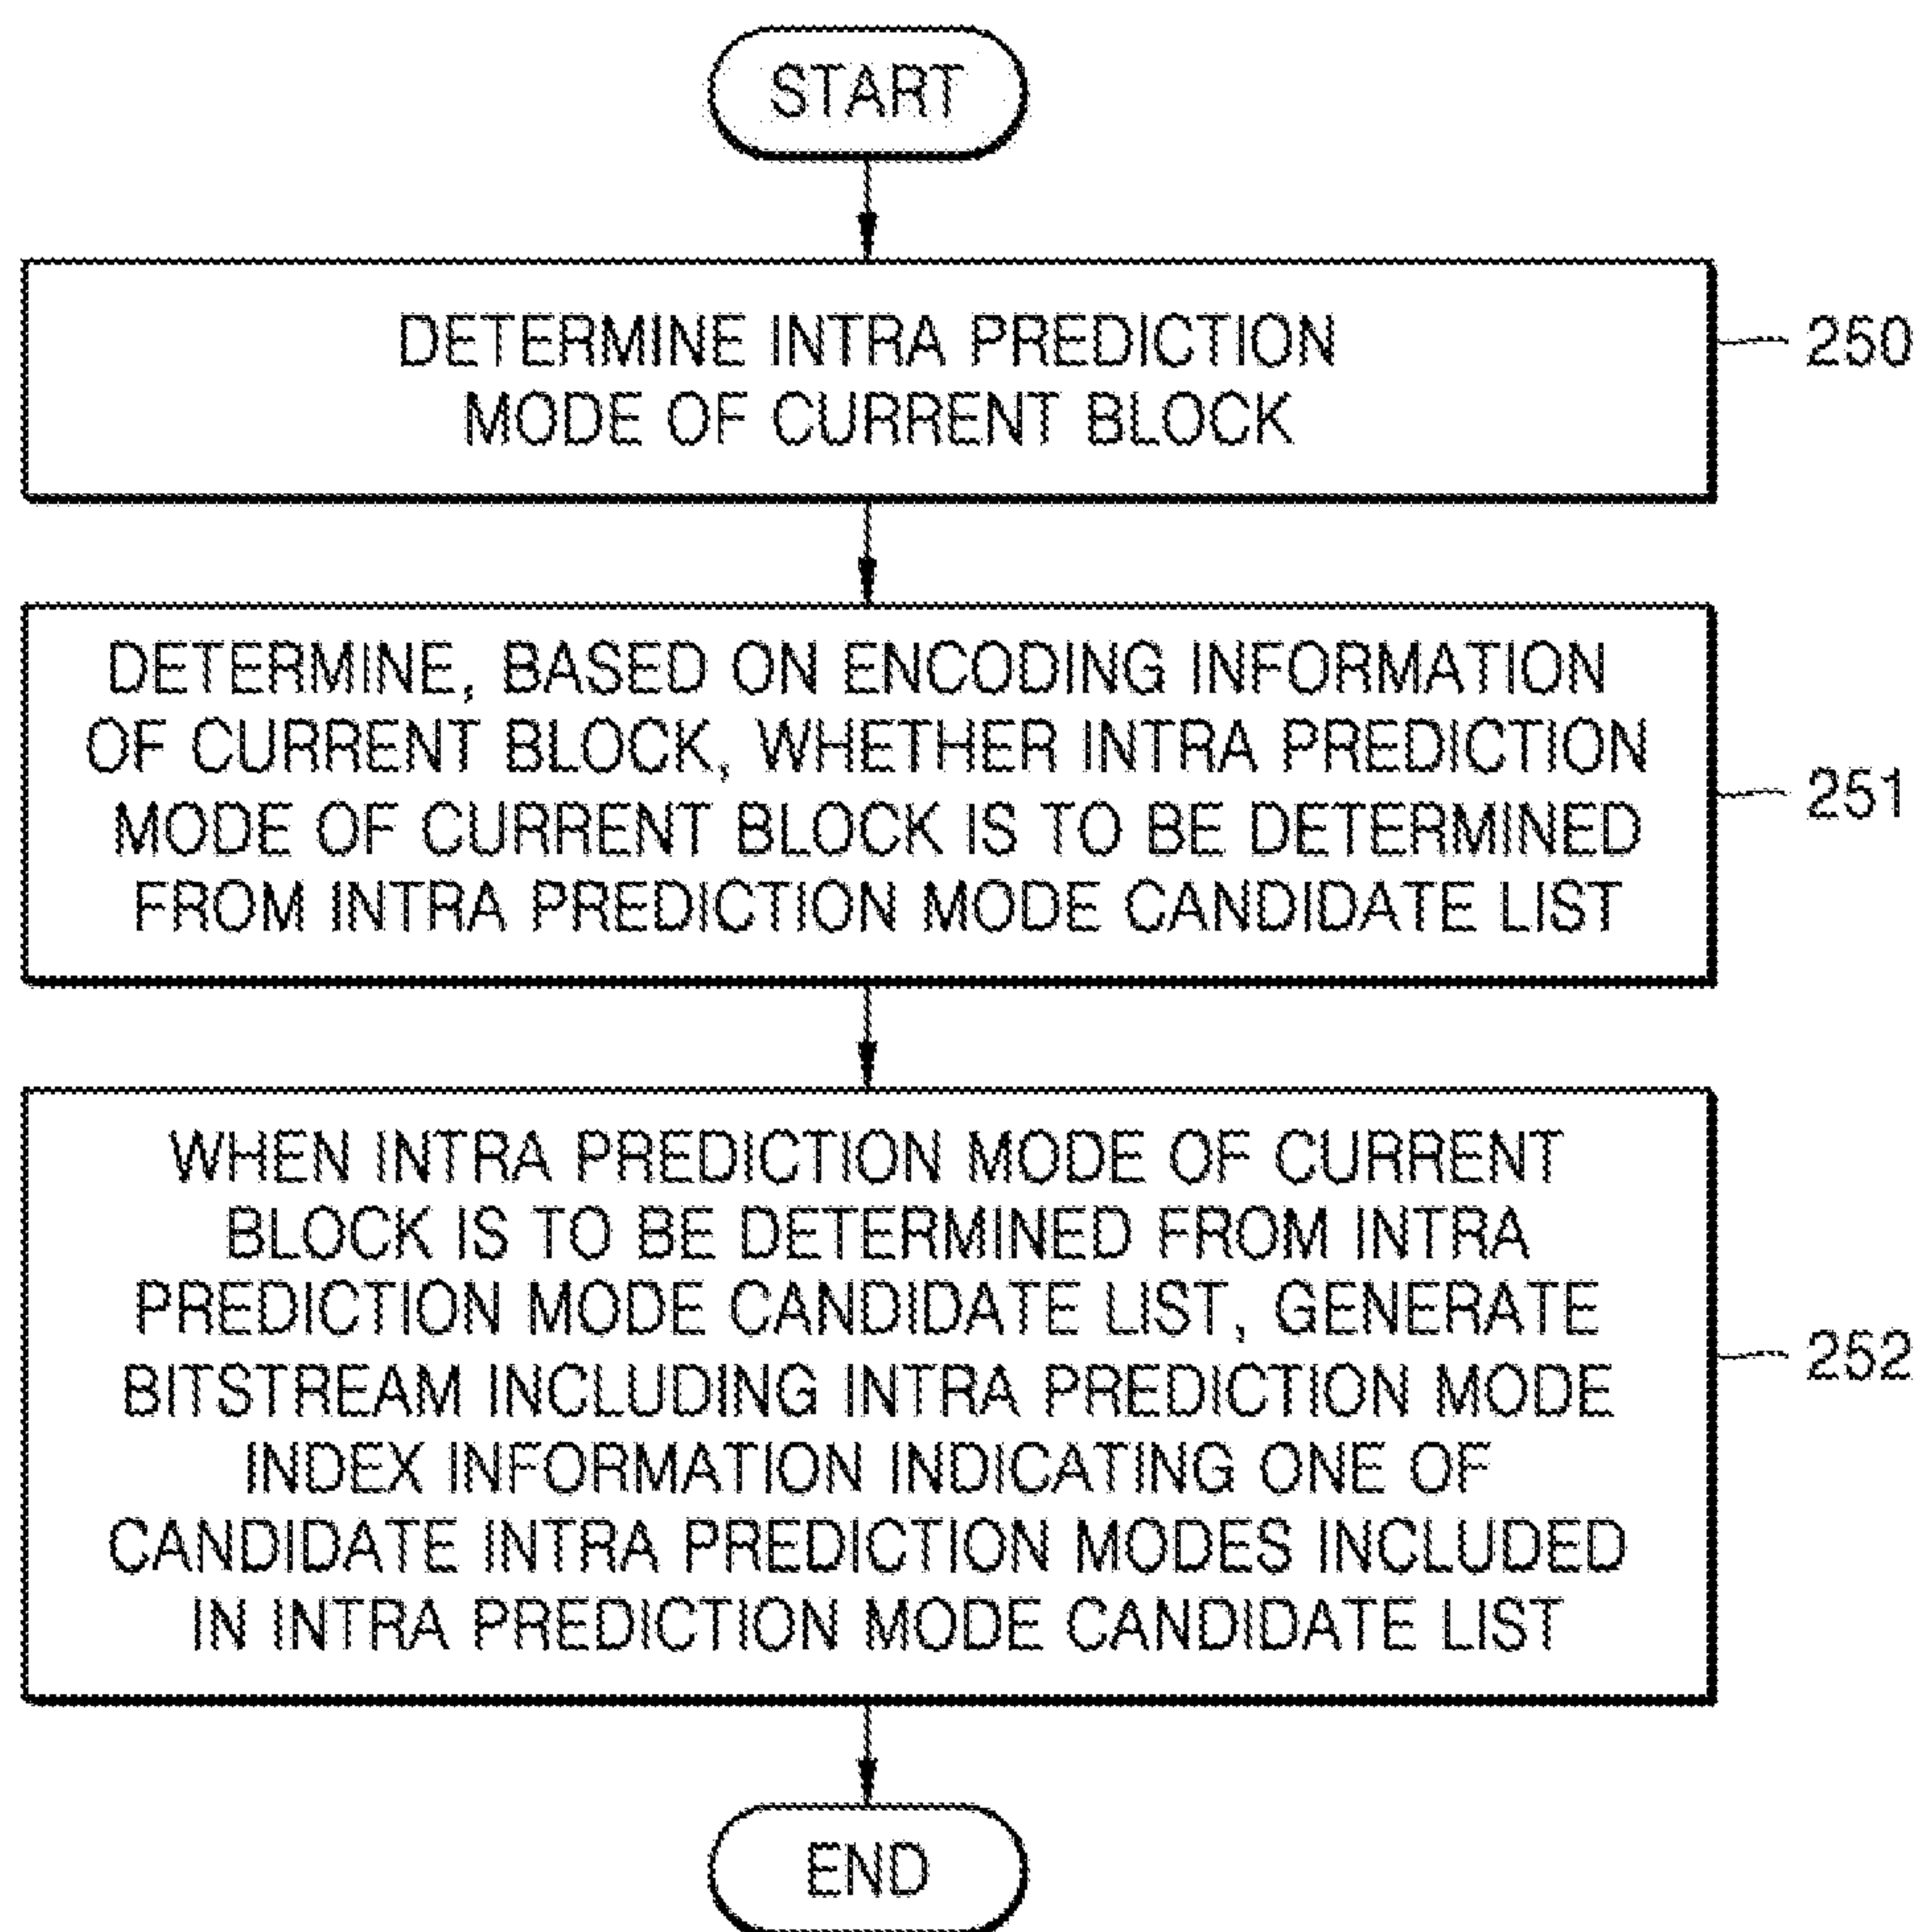 START
DETERMINE INTRA PREDICTION
MODE OF CURRENT BLOCK
250
DETERMINE, BASED ON ENCODING INFORMATION
OF CURRENT BLOCK, WHETHER INTRA PREDICTION
MODE OF CURRENT BLOCK IS TO BE DETERMINED
FROM INTRA PREDICTION MODE CANDIDATE LIST
251
WHEN INTRA PREDICTION MODE OF CURRENT
BLOCK IS TO BE DETERMINED FROM INTRA
PREDICTION MODE CANDIDATE LIST, GENERATE
BITSTREAM INCLUDING INTRA PREDICTION MODE
INDEX INFORMATION INDICATING ONE OF
CANDIDATE INTRA PREDICTION MODES INCLUDED
IN INTRA PREDICTION MODE CANDIDATE LIST
252
END